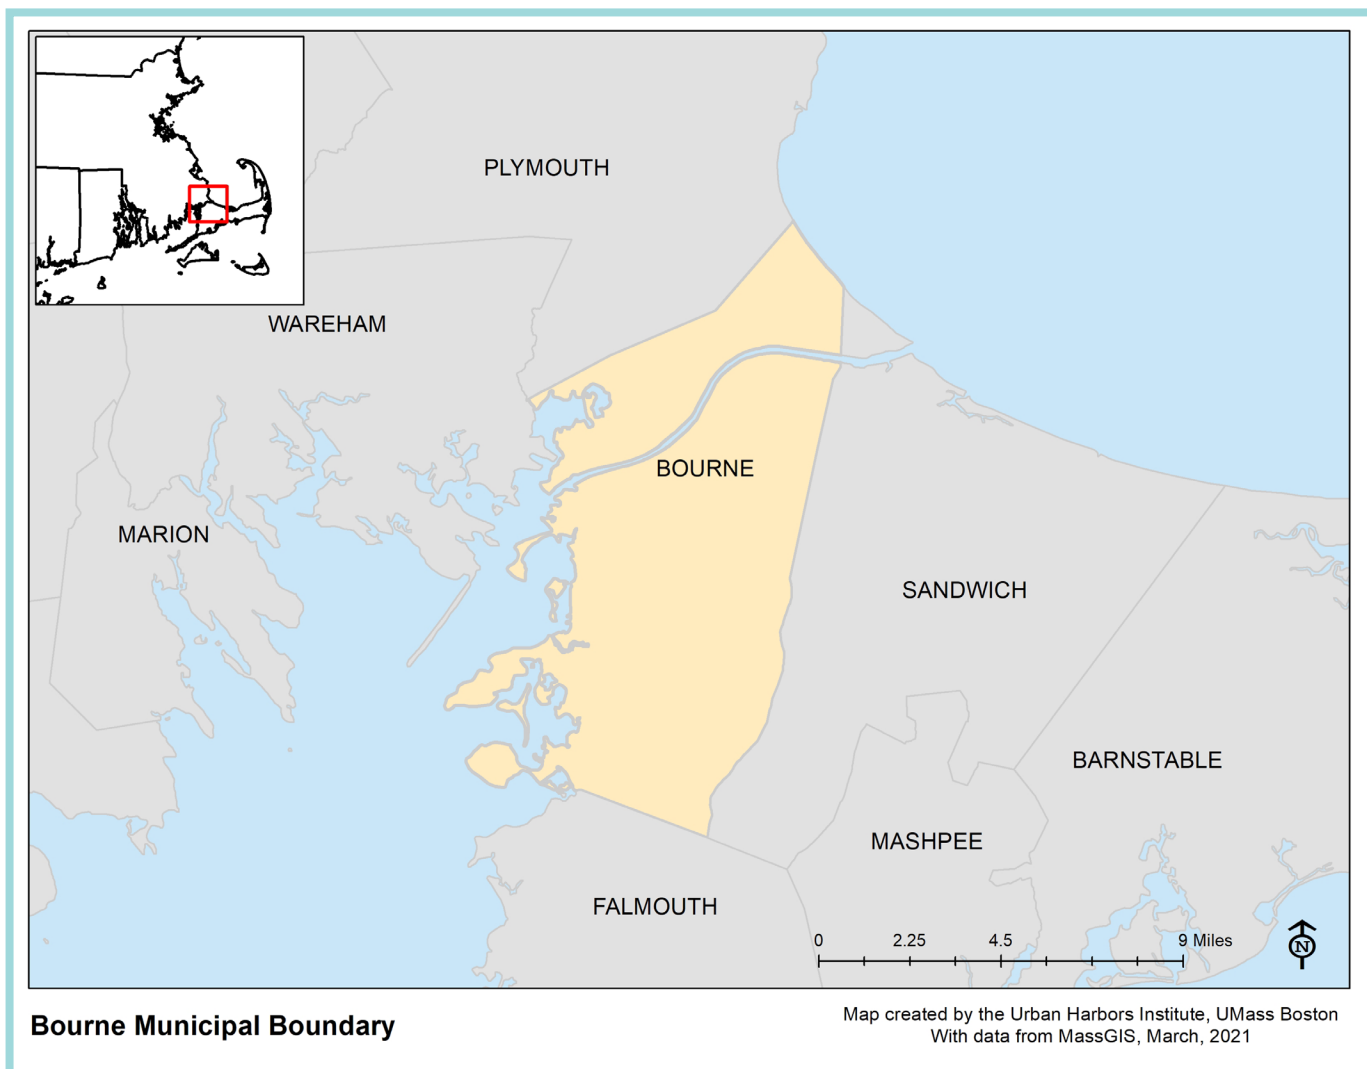 PLYMOUTH
WAREHAM
BOURNE
MARION
SANDWICH
BARNSTABLE
MASHPEE
FALMOUTH
0 2.25 4.5 9 Miles
N
Bourne Municipal Boundary
Map created by the Urban Harbors Institute, UMass Boston
With data from MassGIS, March, 2021